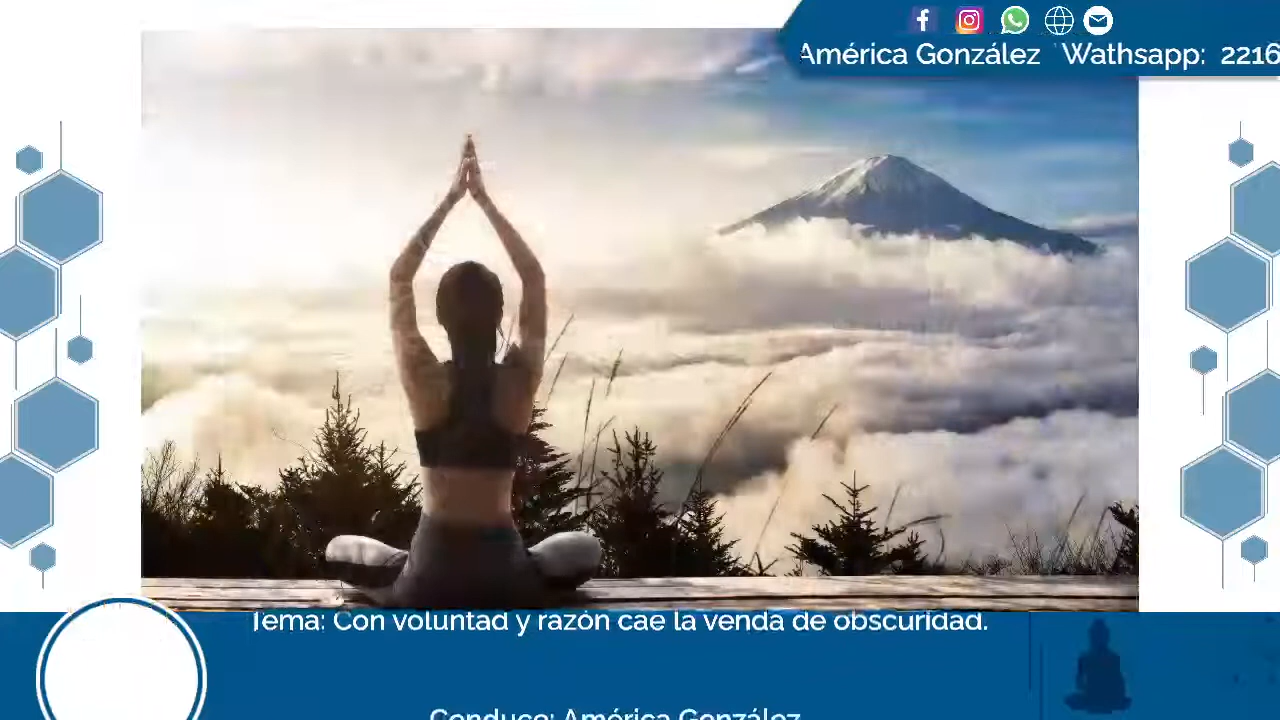 América González   Wathsapp:  2216
Tema: Con voluntad y razón cae la venda de obscuridad.
Conduce: América González